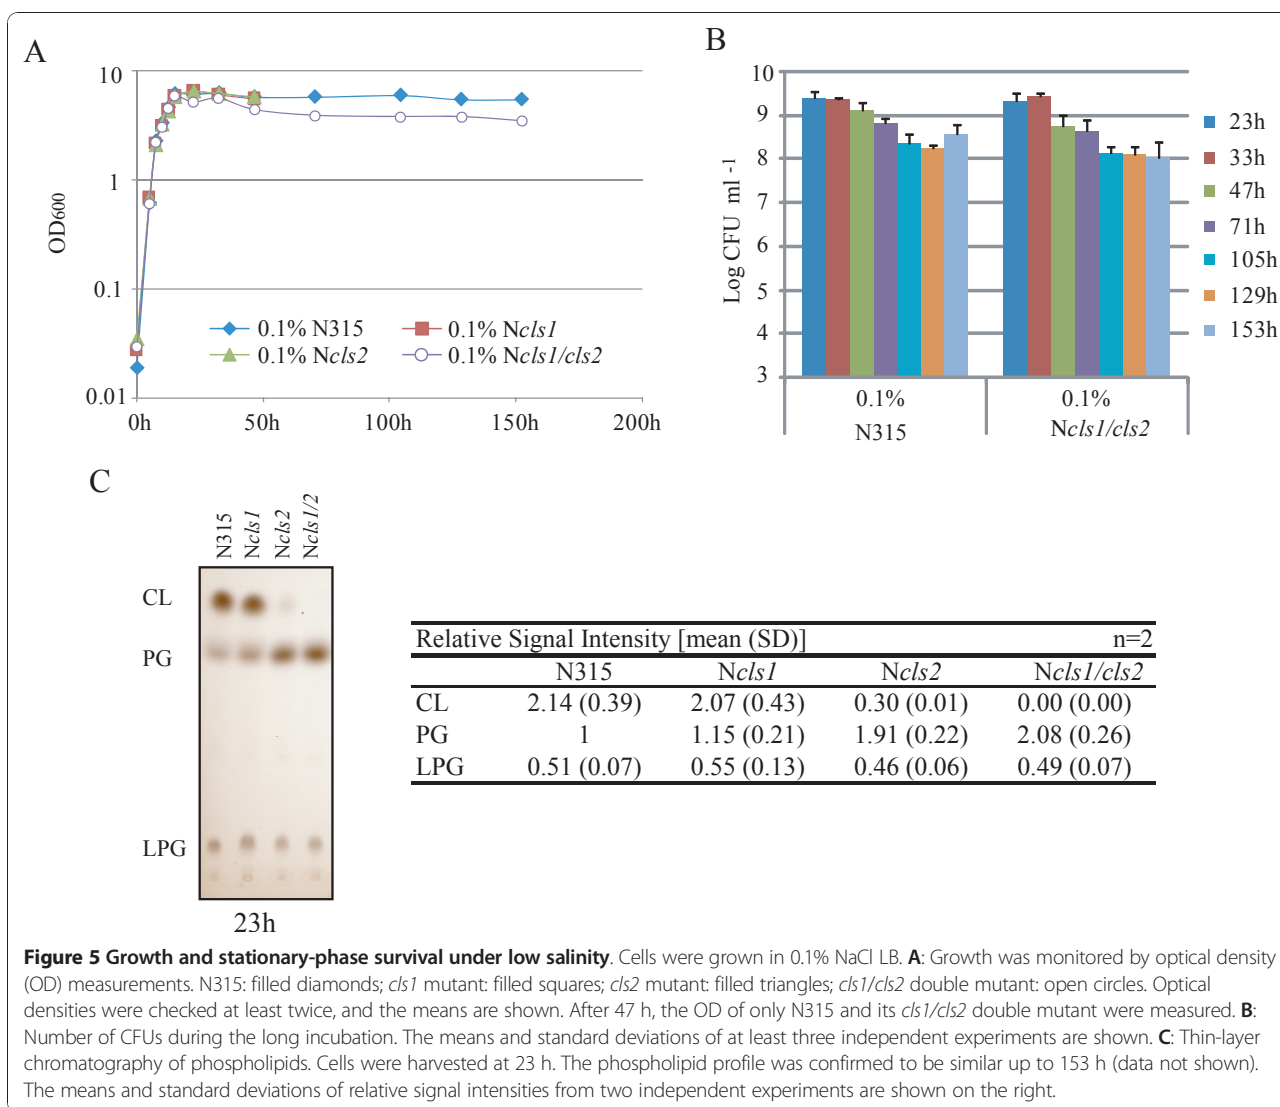 A
10
1
0.1
0.01
OD600
0h
50h
100h
150h
200h
0.1% N315
0.1% Ncls1
0.1% Ncls2
0.1% Ncls1/cls2
B
10
9
8
7
6
5
4
3
Log CFU ml -1
0.1%
N315
0.1%
Ncls1/cls2
23h
33h
47h
71h
105h
129h
153h
C
N315
Ncls1
Ncls2
Ncls1/2
CL
PG
LPG
23h
Relative Signal Intensity [mean (SD)] n=2
N315 Ncls1 Ncls2 Ncls1/cls2
CL 2.14 (0.39) 2.07 (0.43) 0.30 (0.01) 0.00 (0.00)
PG 1 1.15 (0.21) 1.91 (0.22) 2.08 (0.26)
LPG 0.51 (0.07) 0.55 (0.13) 0.46 (0.06) 0.49 (0.07)
Figure 5 Growth and stationary-phase survival under low salinity. Cells were grown in 0.1% NaCl LB. A: Growth was monitored by optical density
(OD) measurements. N315: filled diamonds; cls1 mutant: filled squares; cls2 mutant: filled triangles; cls1/cls2 double mutant: open circles. Optical
densities were checked at least twice, and the means are shown. After 47 h, the OD of only N315 and its cls1/cls2 double mutant were measured. B:
Number of CFUs during the long incubation. The means and standard deviations of at least three independent experiments are shown. C: Thin-layer
chromatography of phospholipids. Cells were harvested at 23 h. The phospholipid profile was confirmed to be similar up to 153 h (data not shown).
The means and standard deviations of relative signal intensities from two independent experiments are shown on the right.